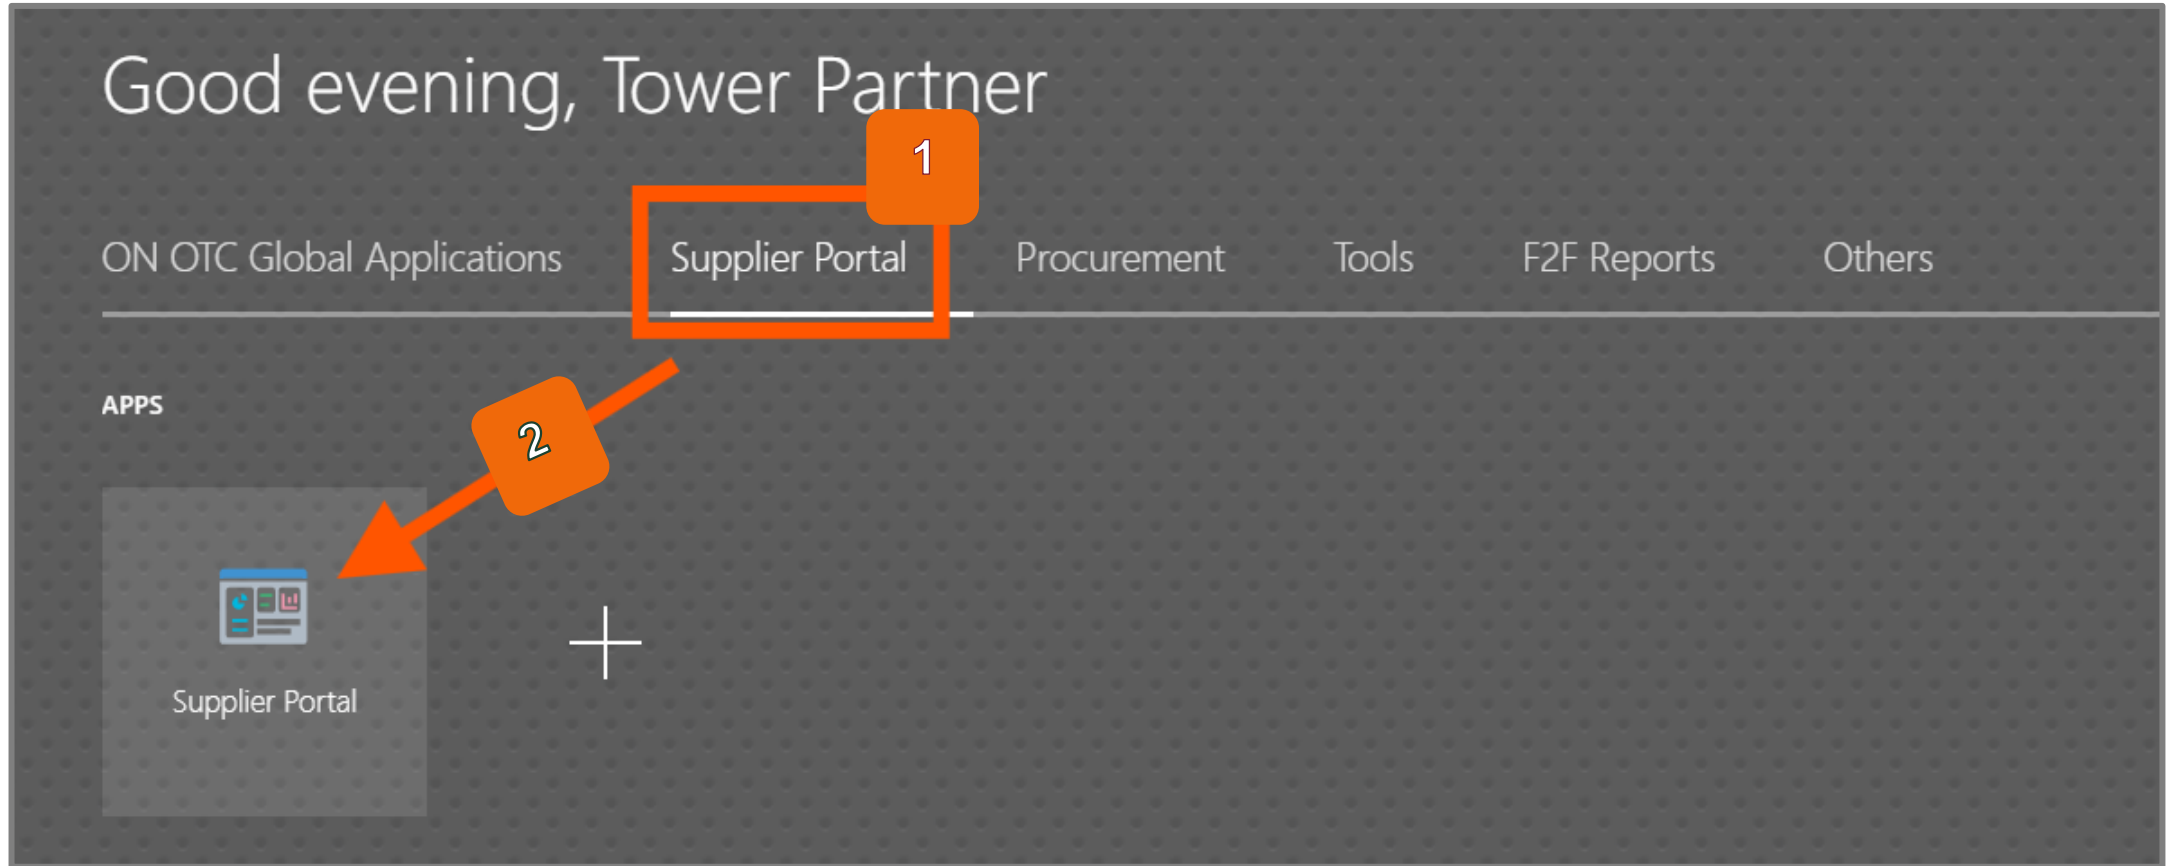 Good evening, Tower Partner
1
ON OTC Global Applications Supplier Portal Procurement Tools F2F Reports Others
APPS
2
Supplier Portal